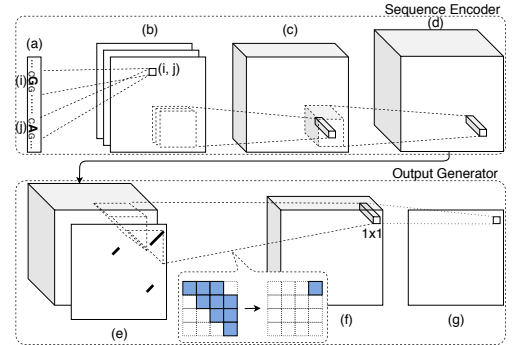 Sequence Encoder
(a)
(b)
(c)
(d)
(i)
G
(i, j)
(j)
A
Output Generator
1x1
(e)
(f)
(g)